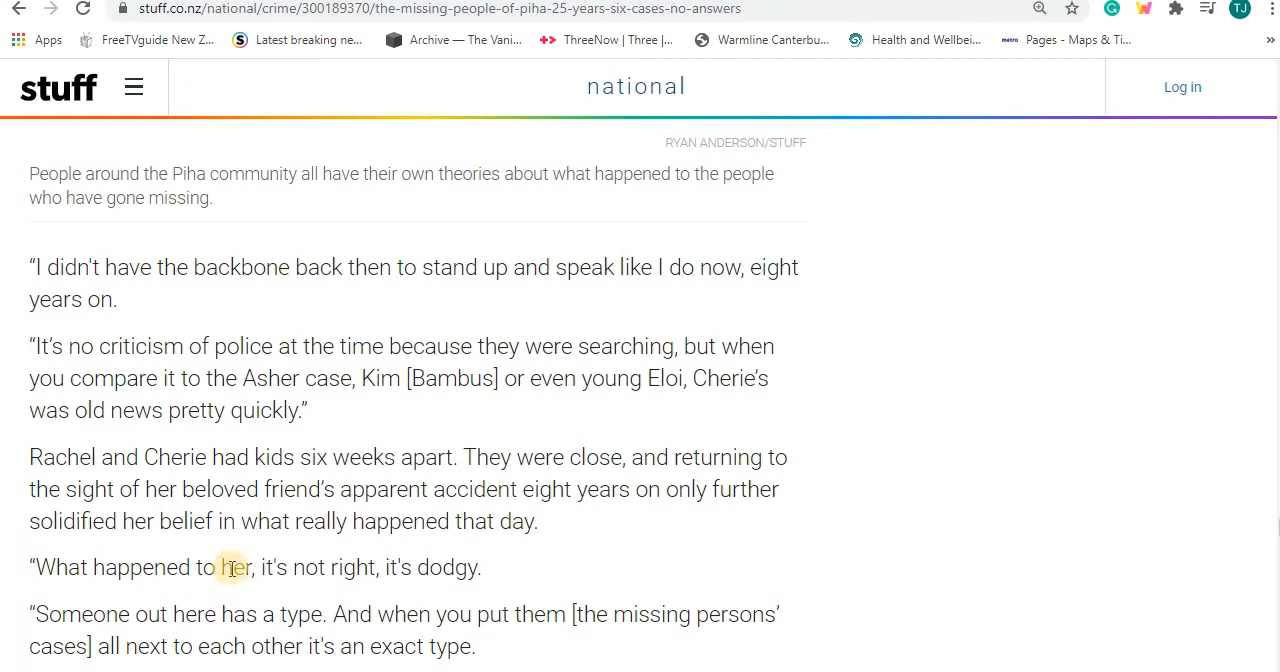 stuff.co.nz/national/crime/300189370/the-missing-people-of-piha-25-years-six-cases-no-answers
TJ
Apps FreeTVguide New Z... Latest breaking ne... Archive — The Vani... ThreeNow | Three |... Warmline Canterbu... Health and Wellbei... metro Pages - Maps & Ti... »
stuff national Log in
RYAN ANDERSON/STUFF
People around the Piha community all have their own theories about what happened to the people
who have gone missing.
“I didn't have the backbone back then to stand up and speak like I do now, eight
years on.
“It’s no criticism of police at the time because they were searching, but when
you compare it to the Asher case, Kim [Bambus] or even young Eloi, Cherie’s
was old news pretty quickly.”
Rachel and Cherie had kids six weeks apart. They were close, and returning to
the sight of her beloved friend’s apparent accident eight years on only further
solidified her belief in what really happened that day.
“What happened to her, it's not right, it's dodgy.
“Someone out here has a type. And when you put them [the missing persons’
cases] all next to each other it's an exact type.